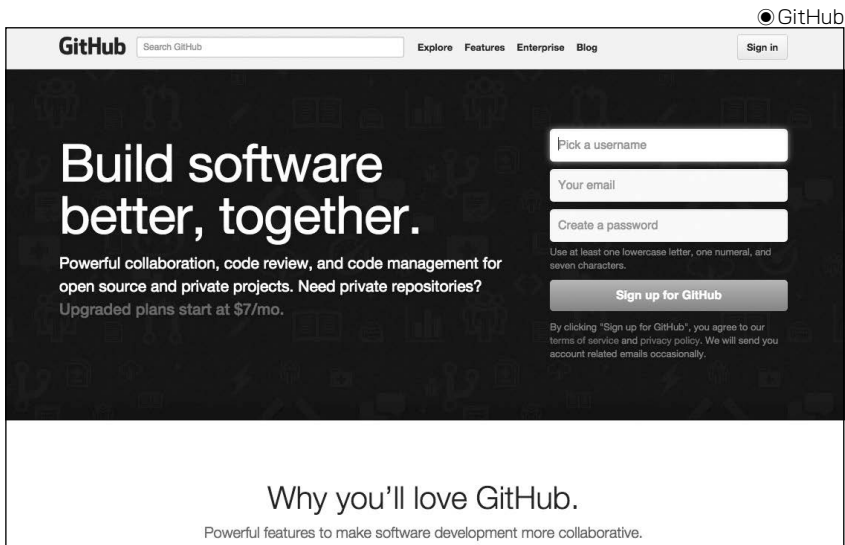 ◉GitHub
GitHub Search GitHub Explore Features Enterprise Blog Sign in
Build software
better, together.
Powerful collaboration, code review, and code management for
open source and private projects. Need private repositories?
Upgraded plans start at $7/mo.
Pick a username
Your email
Create a password
Use at least one lowercase letter, one numeral, and
seven characters.
Sign up for GitHub
By clicking "Sign up for GitHub", you agree to our
terms of service and privacy policy. We will send you
account related emails occasionally.
Why you'll love GitHub.
Powerful features to make software development more collaborative.